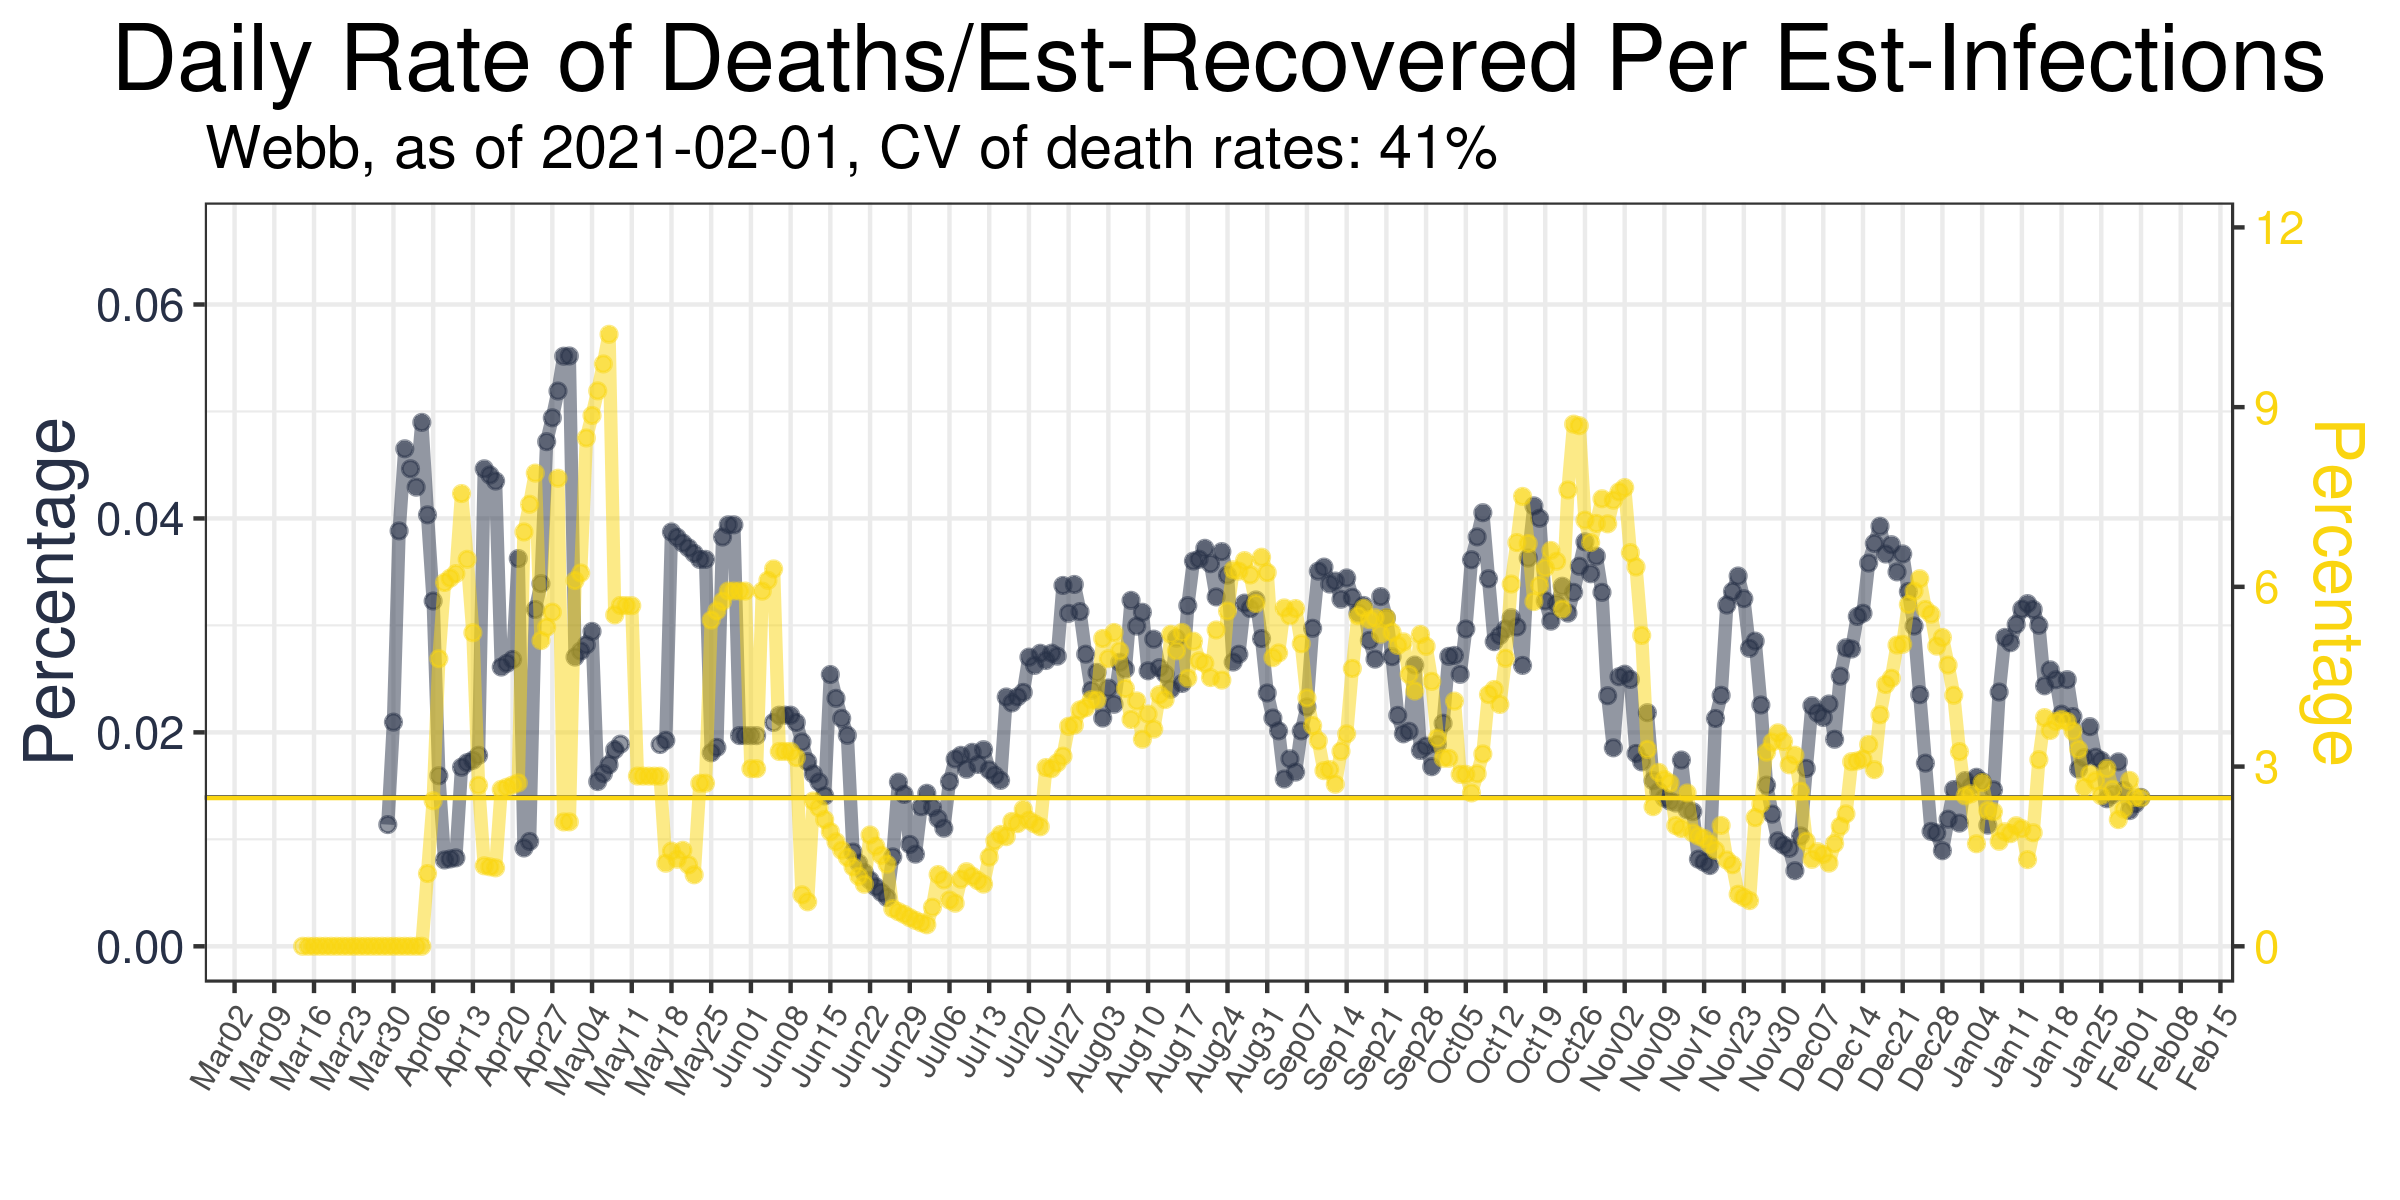 Daily Rate of Deaths/Est-Recovered Per Est-Infections
Webb, as of 2021-02-01, CV of death rates: 41%
Percentage
0.06
0.04
0.02
0.00
12
9
6
3
0
Percentage
Mar02
Mar09
Mar16
Mar23
Mar30
Apr06
Apr13
Apr20
Apr27
May04
May11
May18
May25
Jun01
Jun08
Jun15
Jun22
Jun29
Jul06
Jul13
Jul20
Jul27
Aug03
Aug10
Aug17
Aug24
Aug31
Sep07
Sep14
Sep21
Sep28
Oct05
Oct12
Oct19
Oct26
Nov02
Nov09
Nov16
Nov23
Nov30
Dec07
Dec14
Dec21
Dec28
Jan04
Jan11
Jan18
Jan25
Feb01
Feb08
Feb15